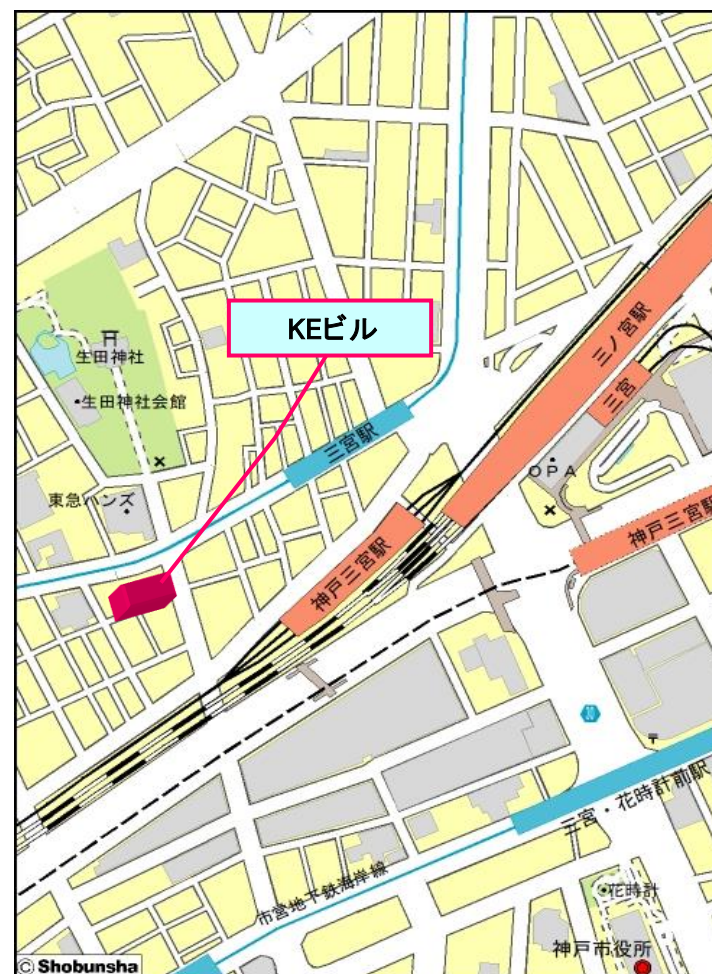 三ノ宮駅
KEビル
生田神社
三宮
生田神社会館
三宮駅
OPA
東急ハンズ
神戸三宮駅
神戸三宮駅
三宮・花時計前駅
市営地下鉄海岸線
花時計
神戸市役所
© Shobunsha